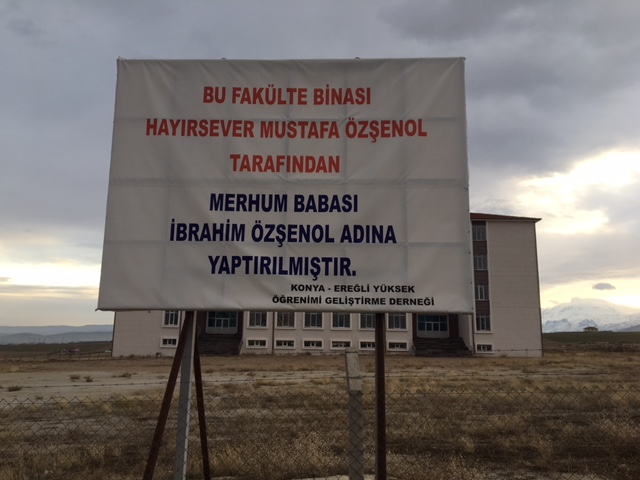 BU FAKÜLTE BİNASI
HAYIRSEVER MUSTAFA ÖZŞENOL
TARAFINDAN
MERHUM BABASI
İBRAHİM ÖZŞENOL ADINA
YAPTIRILMIŞTIR.
KONYA - EREĞLİ YÜKSEK
ÖĞRENİMİ GELİŞTİRME DERNEĞİ